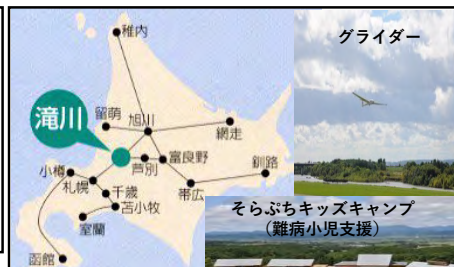 稚内
留萌
旭川
滝川
網走
小樽
芦別
富良野
釧路
札幌
帯広
千歳
苫小牧
室蘭
函館
グライダー
そらぷちキッズキャンプ
(難病小児支援)